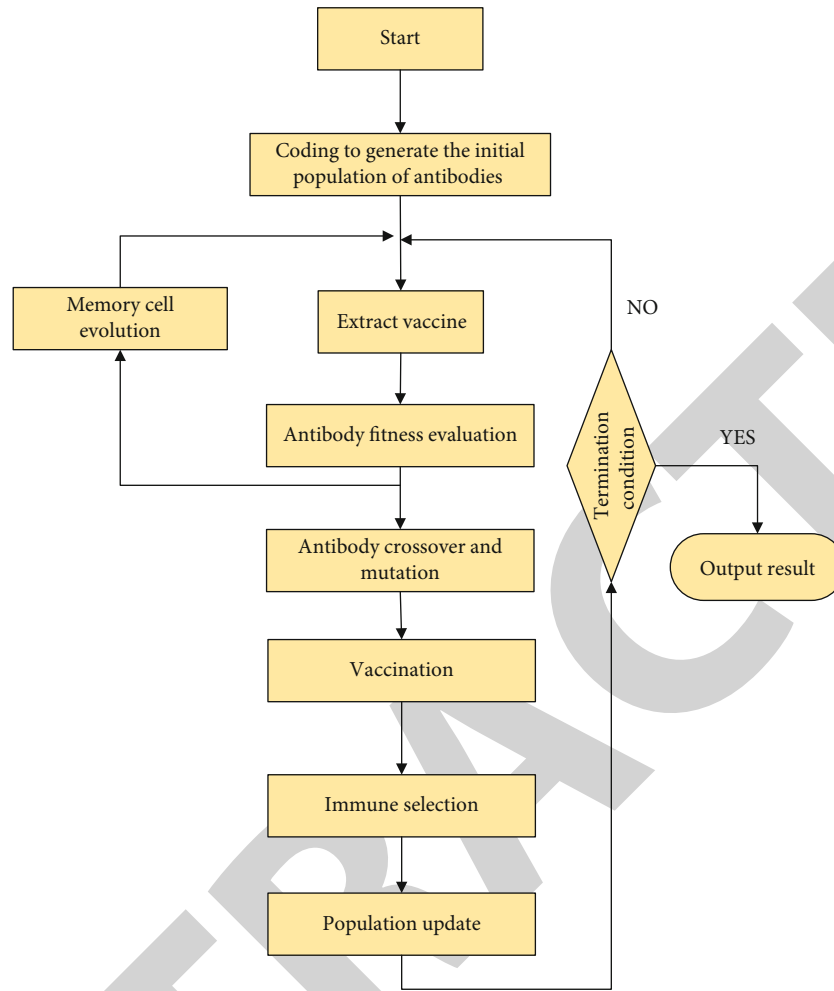 Start
Coding to generate the initial
population of antibodies
Memory cell
evolution
Extract vaccine
NO
Antibody fitness evaluation
YES
Termination
condition
Antibody crossover and
mutation
Output result
Vaccination
Immune selection
Population update